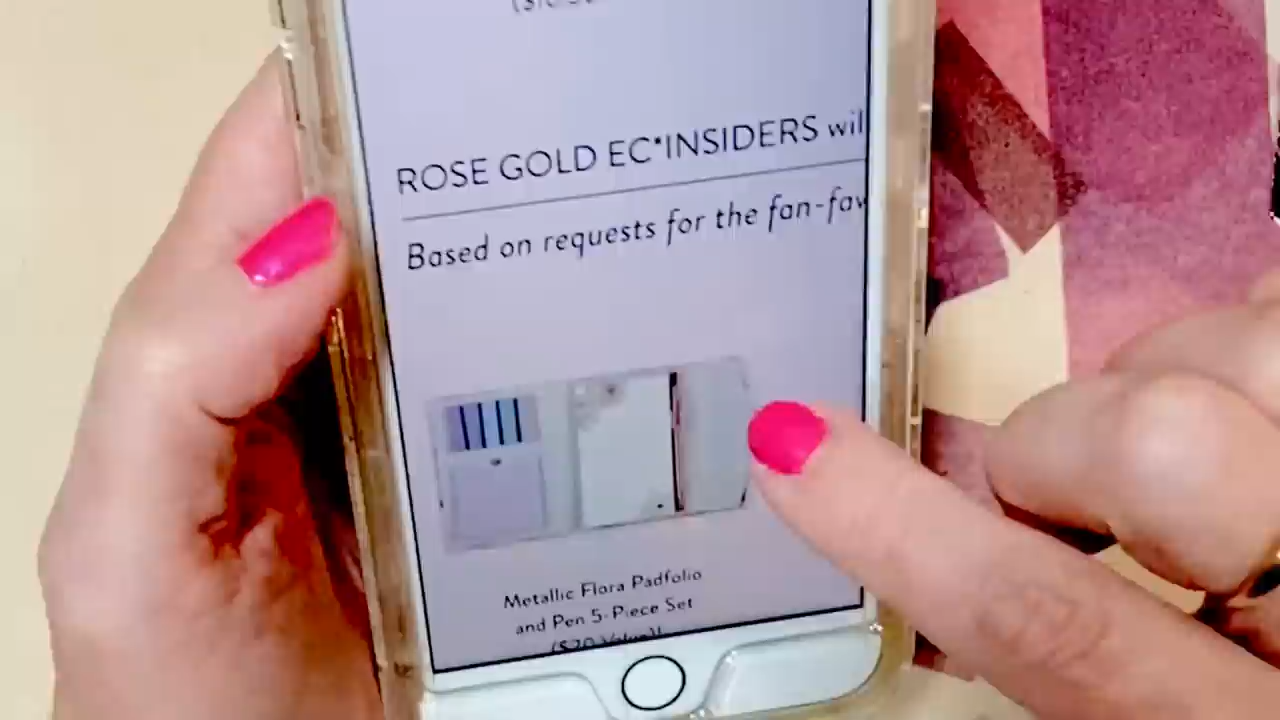 ROSE GOLD EC*INSIDERS wil
Based on requests for the fan-fav
Metallic Flora Padfolio
and Pen 5-Piece Set